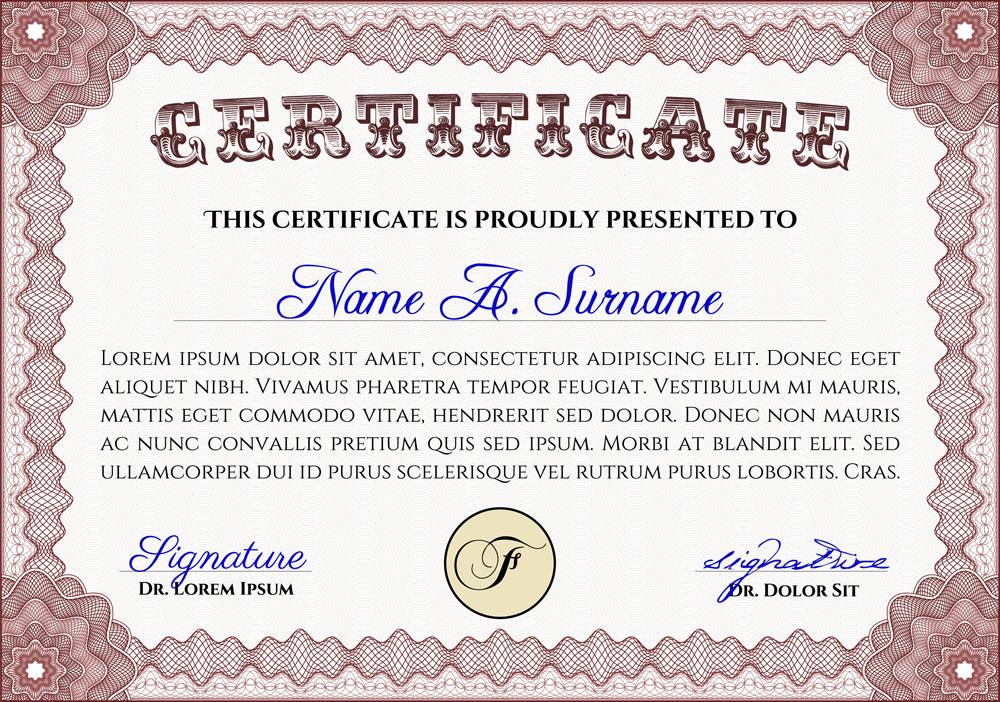 CERTIFICATE
THIS CERTIFICATE IS PROUDLY PRESENTED TO
Name A. Surname
LOREM IPSUM DOLOR SIT AMET, CONSECTETUR ADIPISCING ELIT. DONEC EGET
ALIQUET NIBH. VIVAMUS PHARETRA TEMPOR FEUGIAT. VESTIBULUM MI MAURIS,
MATTIS EGET COMMODO VITAE, HENDRERIT SED DOLOR. DONEC NON MAURIS
AC NUNC CONVALLIS PRETIUM QUIS SED IPSUM. MORBI AT BLANDIT ELIT. SED
ULLAMCORPER DUI ID PURUS SCELERISQUE VEL RUTRUM PURUS LOBORTIS. CRAS.
Signature
DR. LOREM IPSUM
F
signature
DR. DOLOR SIT